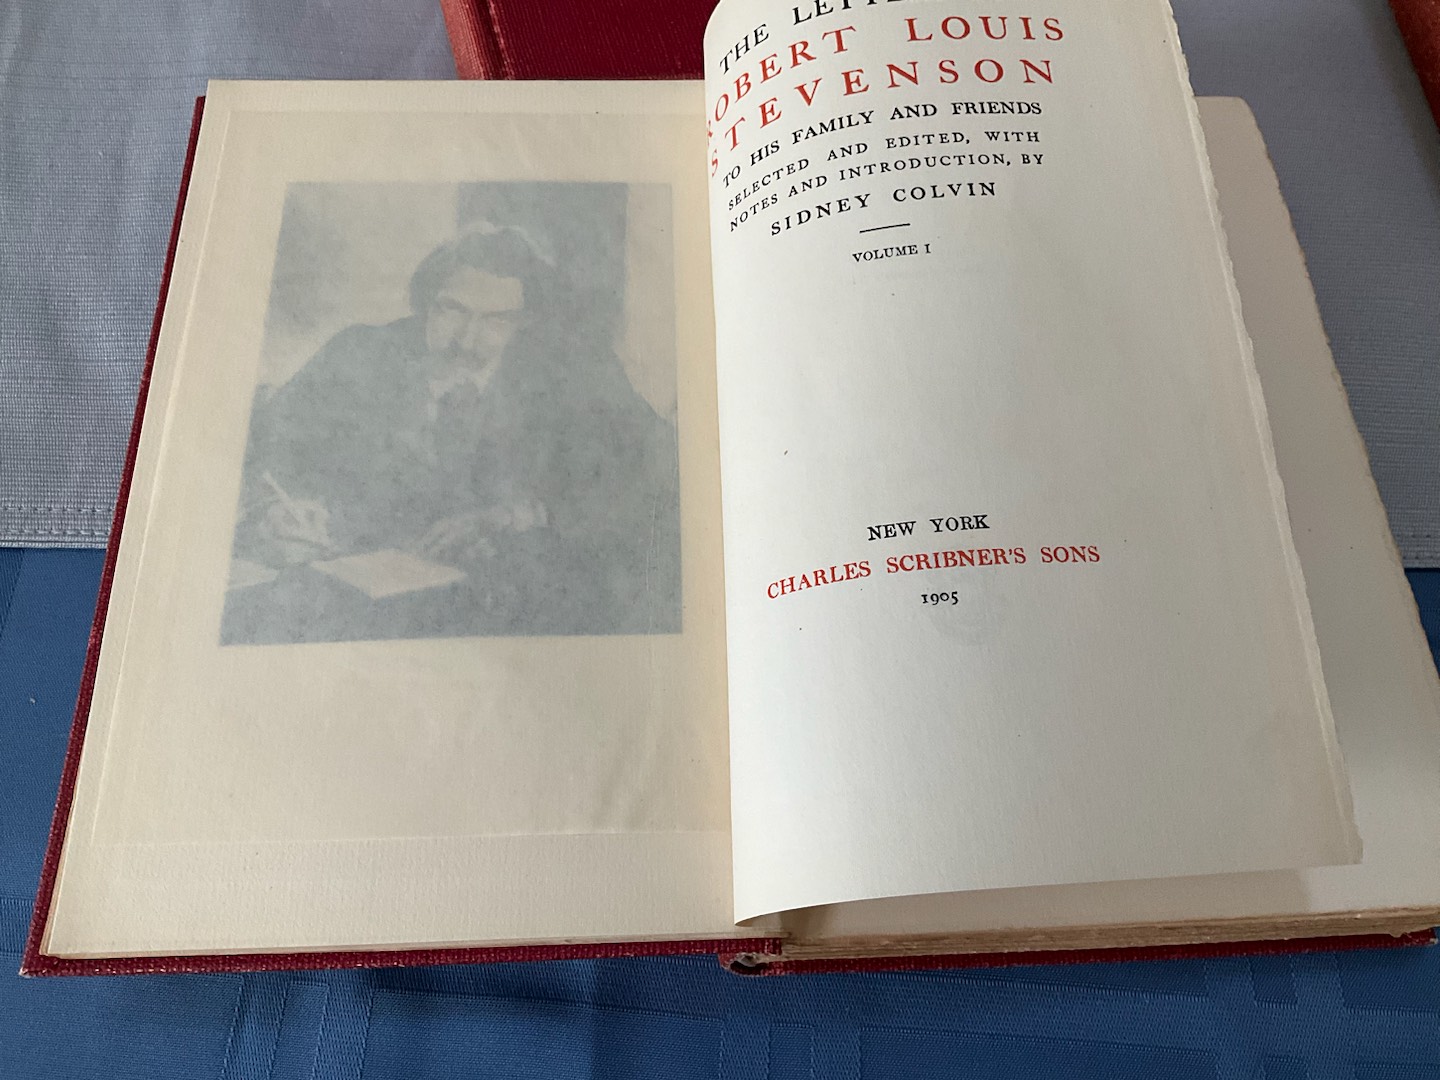 THE
ROBERT LOUIS
STEVENSON
TO HIS FAMILY AND FRIENDS
SELECTED AND EDITED, WITH
NOTES AND INTRODUCTION, BY
SIDNEY COLVIN
VOLUME I
NEW YORK
CHARLES SCRIBNER'S SONS
1905